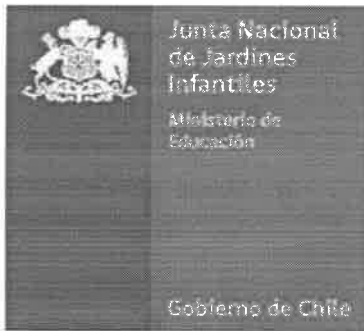 Junta Nacional
de Jardines
Infantiles
Ministerio de
Educación
Gobierno de Chile